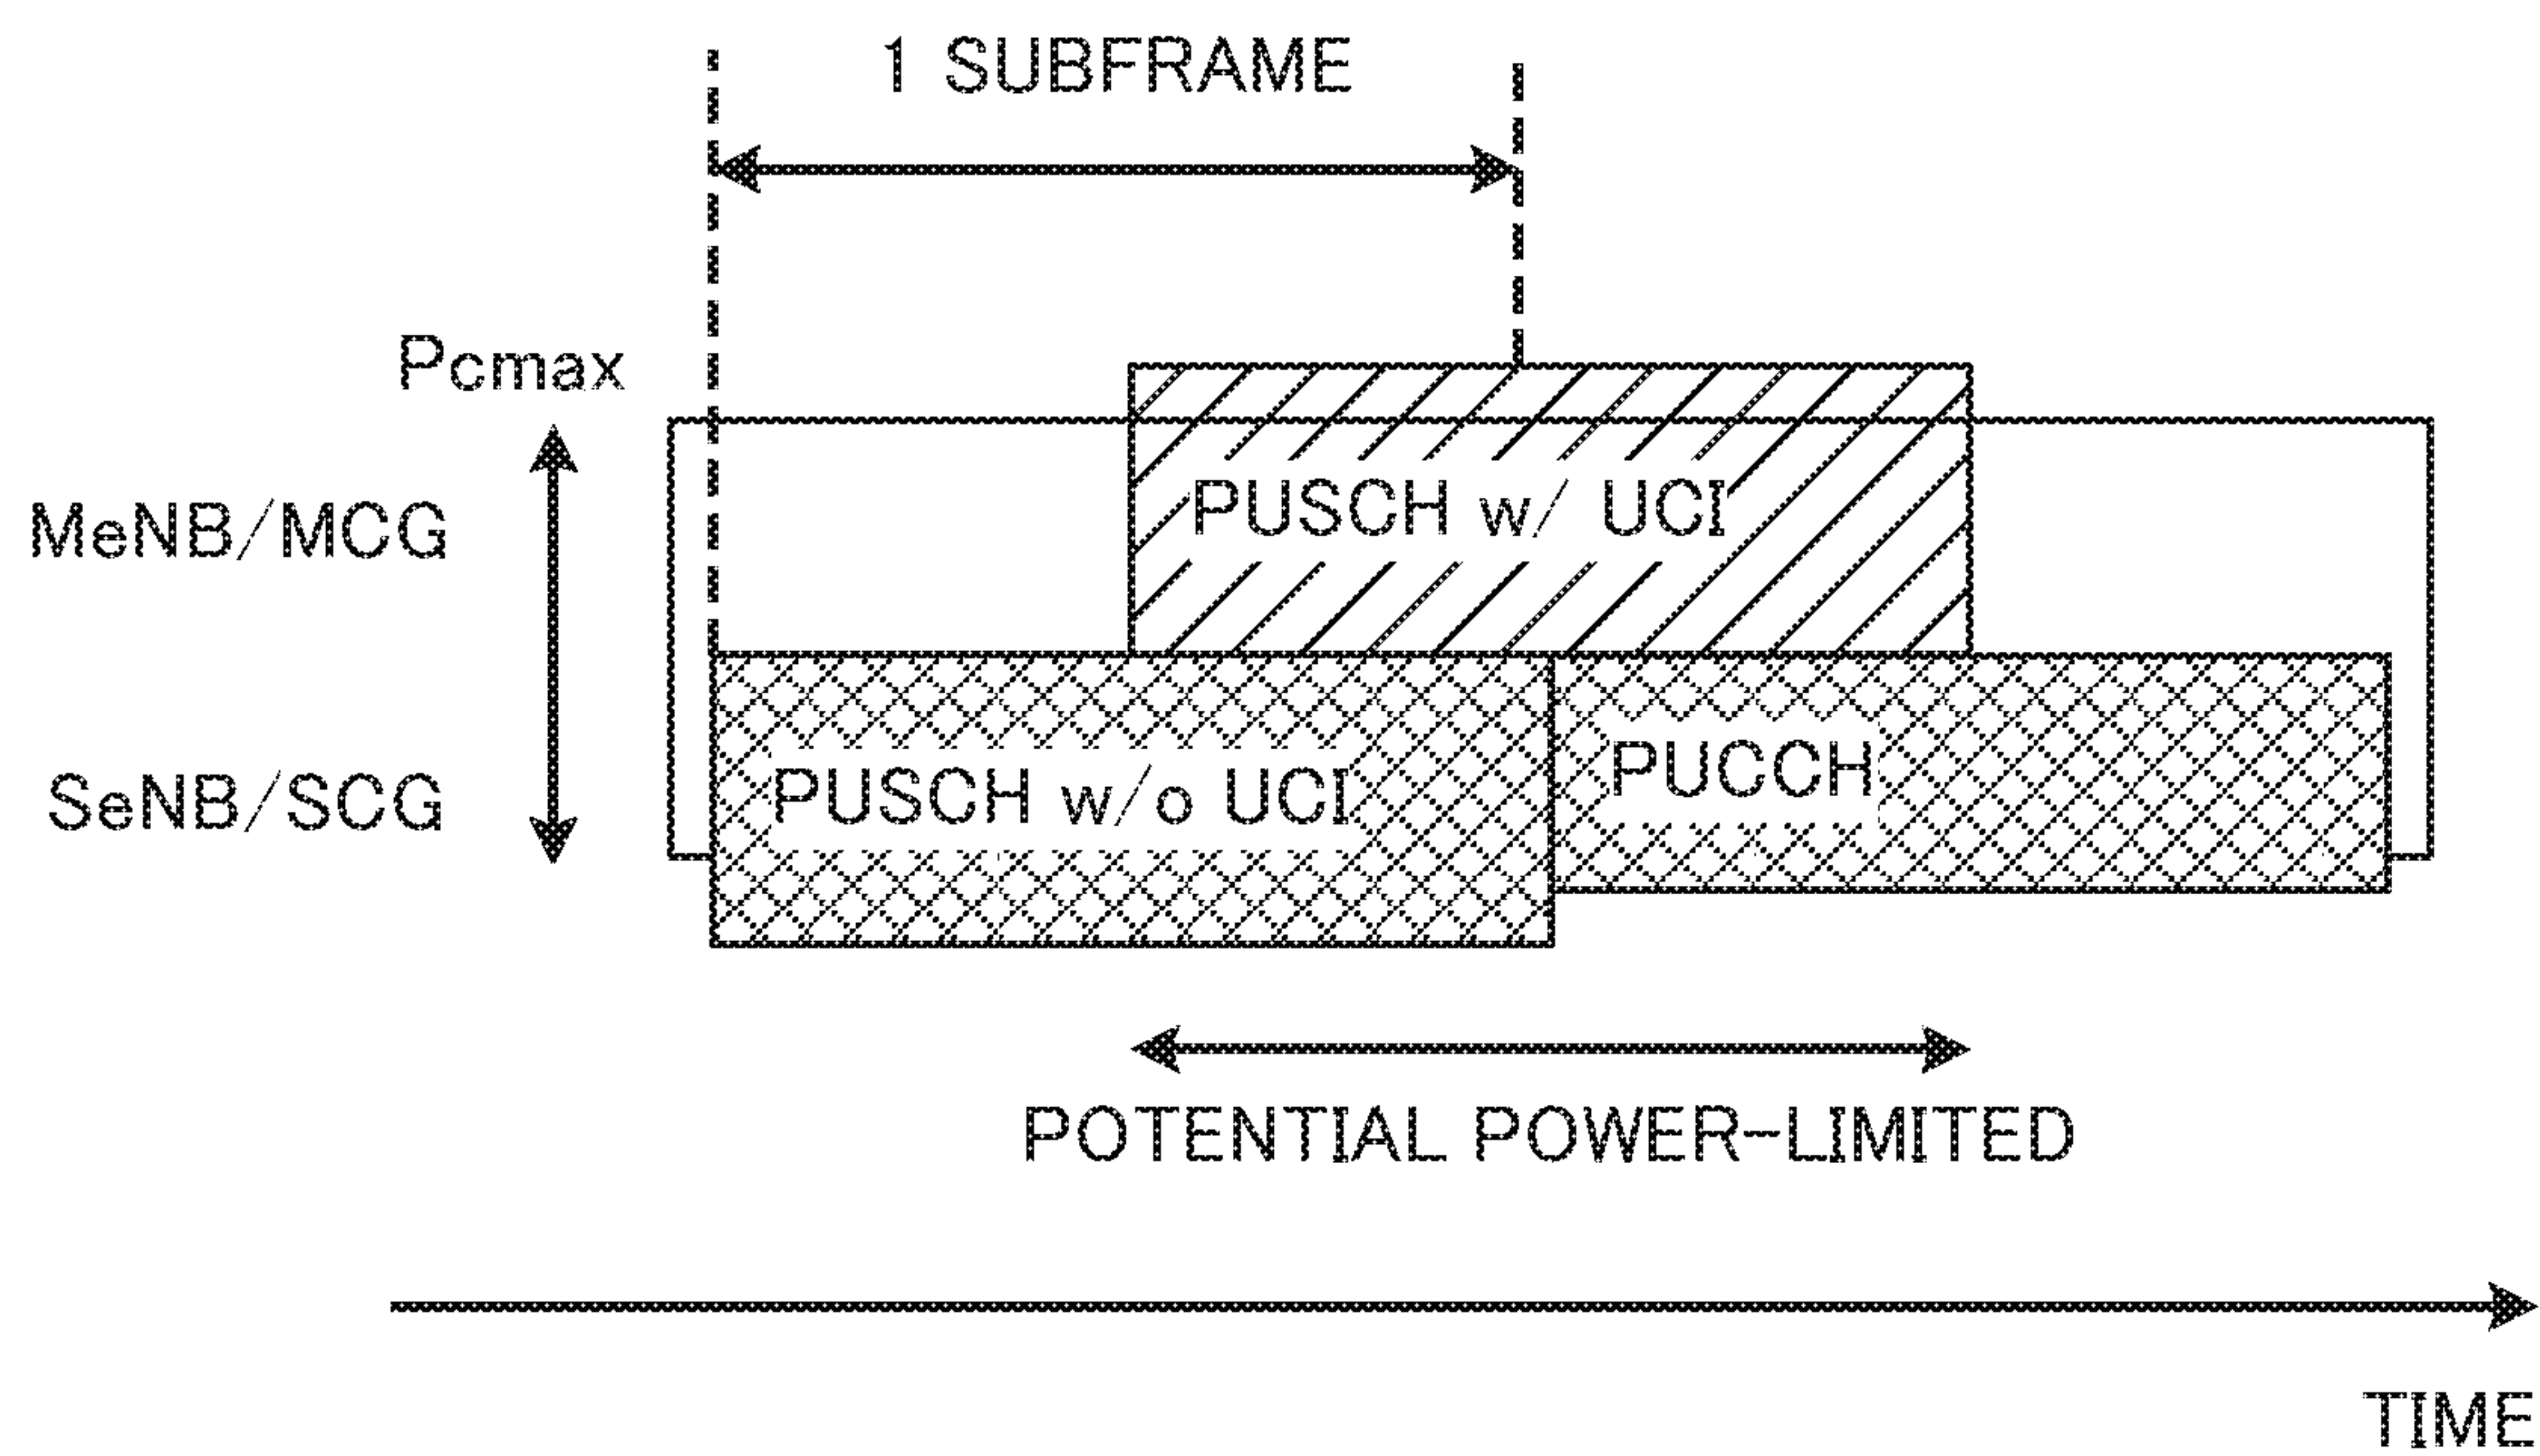 1 SUBFRAME
Pcmax
MeNB/MCG
PUSCH w/ UCI
SeNB/SCG
PUSCH w/o UCI
PUCCH
POTENTIAL POWER-LIMITED
TIME